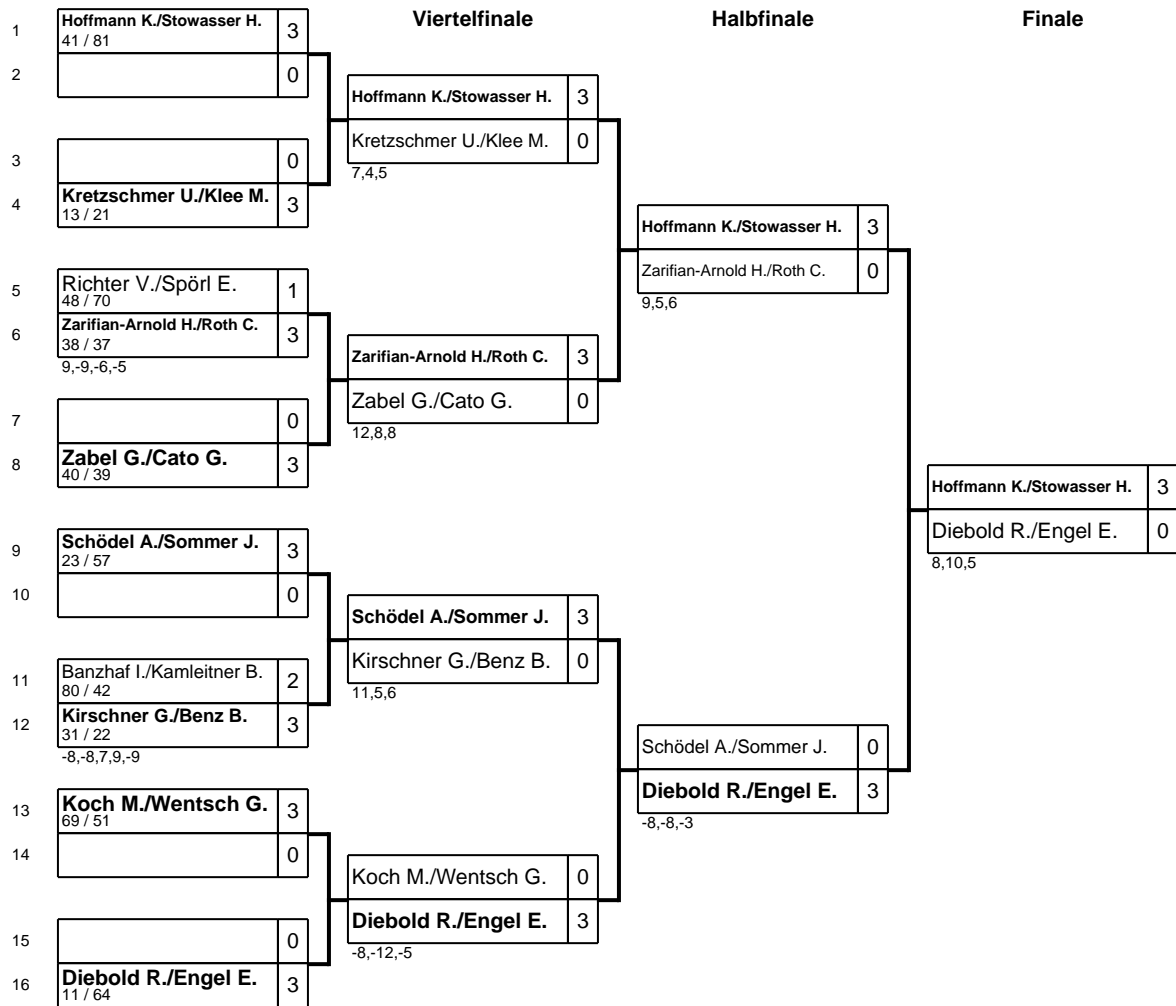 Viertelfinale
Halbfinale
Finale
1
Hoffmann K./Stowasser H.
41 / 81
3
2
0
3
0
4
Kretzschmer U./Klee M.
13 / 21
3
5
Richter V./Spörl E.
48 / 70
1
6
Zarifian-Arnold H./Roth C.
38 / 37
3
9,-9,-6,-5
7
0
8
Zabel G./Cato G.
40 / 39
3
9
Schödel A./Sommer J.
23 / 57
3
10
0
11
Banzhaf I./Kamleitner B.
80 / 42
2
12
Kirschner G./Benz B.
31 / 22
3
-8,-8,7,9,-9
13
Koch M./Wentsch G.
69 / 51
3
14
0
15
0
16
Diebold R./Engel E.
11 / 64
3
Hoffmann K./Stowasser H.
3
Kretzschmer U./Klee M.
0
7,4,5
Zarifian-Arnold H./Roth C.
3
Zabel G./Cato G.
0
12,8,8
Schödel A./Sommer J.
3
Kirschner G./Benz B.
0
11,5,6
Koch M./Wentsch G.
0
Diebold R./Engel E.
3
-8,-12,-5
Hoffmann K./Stowasser H.
3
Zarifian-Arnold H./Roth C.
0
9,5,6
Schödel A./Sommer J.
0
Diebold R./Engel E.
3
-8,-8,-3
Hoffmann K./Stowasser H.
3
Diebold R./Engel E.
0
8,10,5